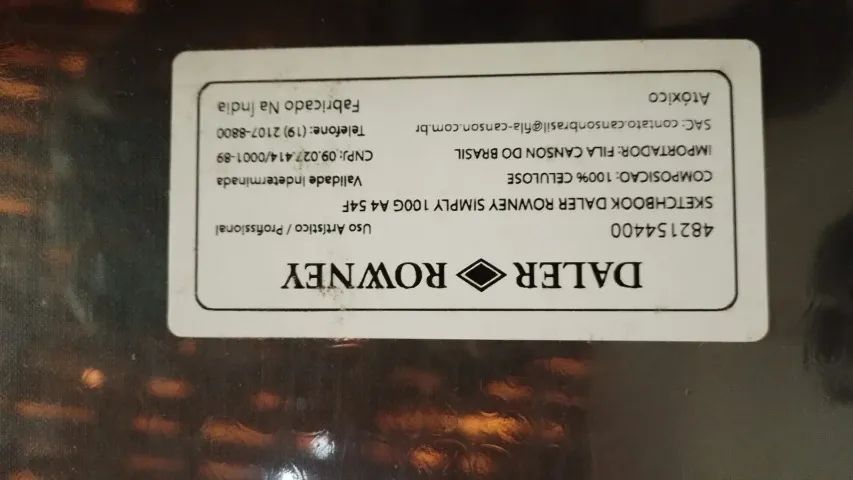 DALER ROWNEY
482154400 Uso Artístico / Profissional
SKETCHBOOK DALER ROWNEY SIMPLY 100G A4 54F
COMPOSICAO: 100% CELULOSE Validade Indeterminada
IMPORTADOR: FILA CANSON DO BRASIL CNPJ: 09.027.414/0001-89
SAC: contato.cansonbrasil@fila-canson.com.br Telefone: (19) 2107-8800
Atóxico Fabricado Na Índia